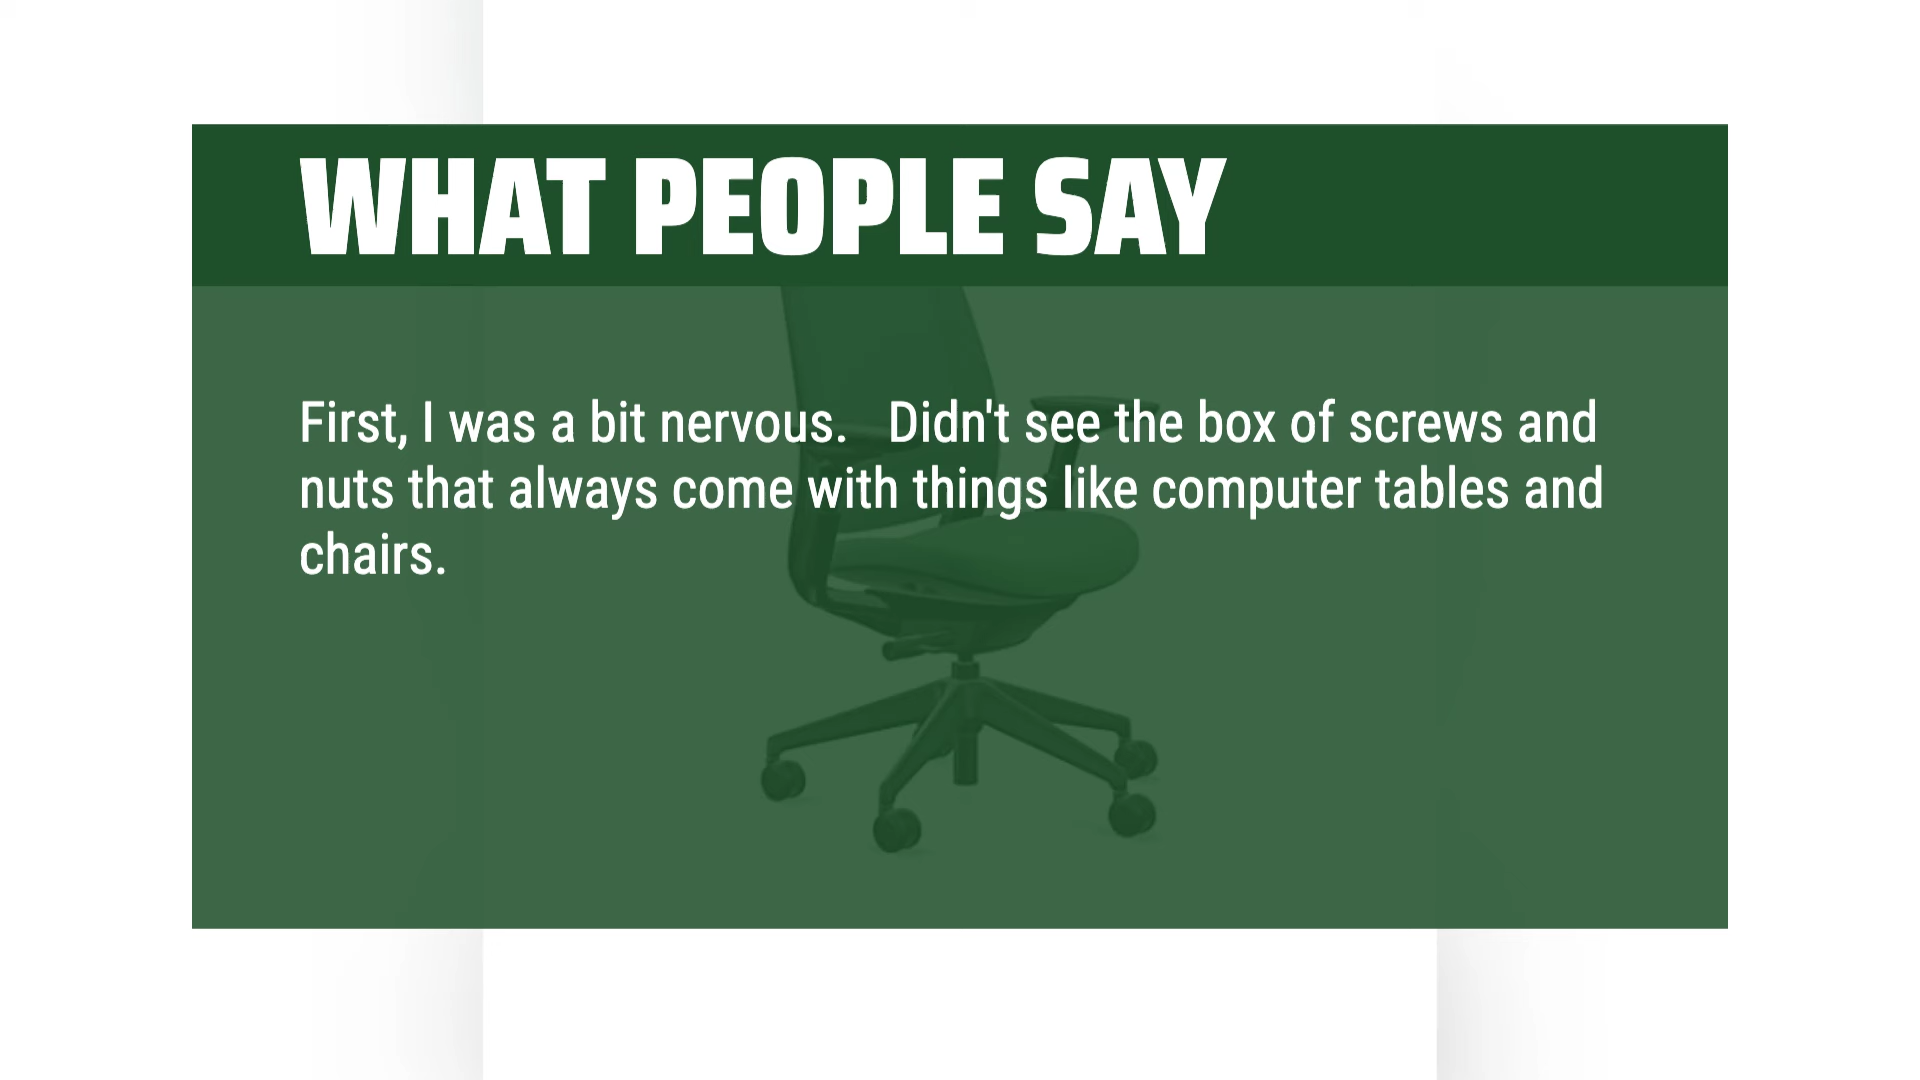 WHAT PEOPLE SAY
First, I was a bit nervous.   Didn't see the box of screws and
nuts that always come with things like computer tables and
chairs.